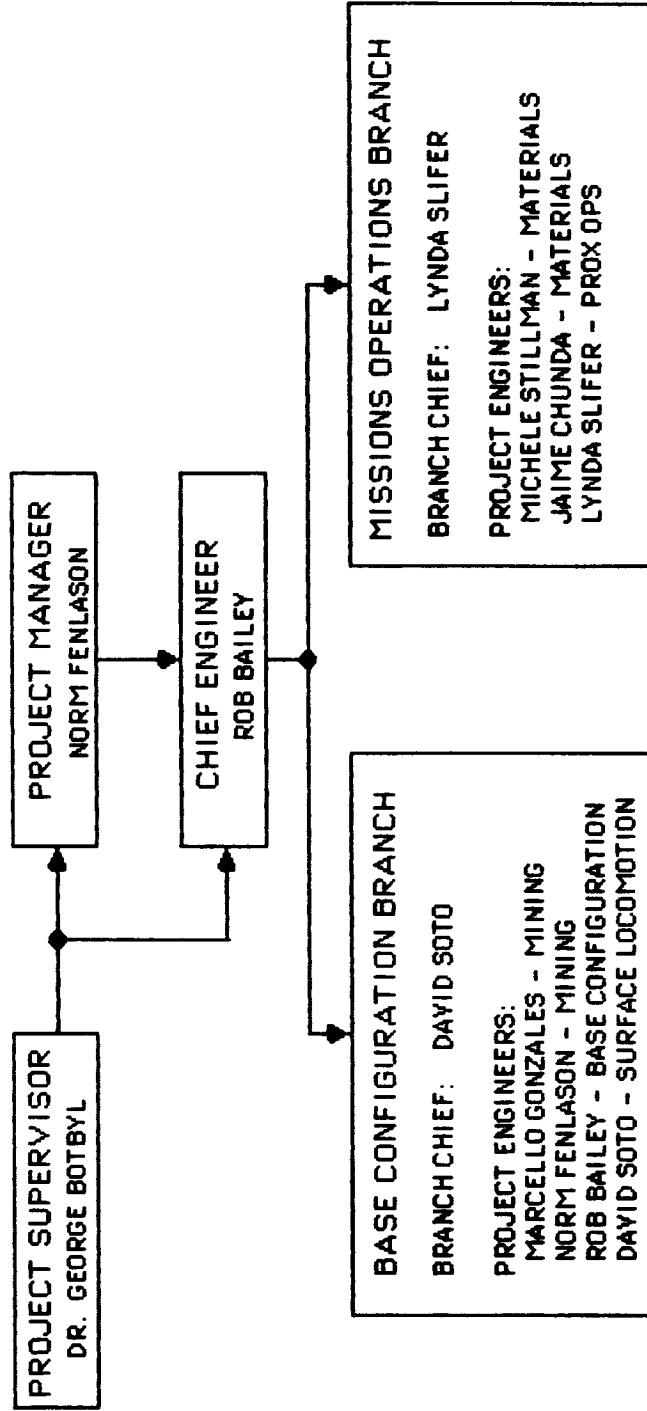 PROJECT SUPERVISOR
DR. GEORGE BOTBYL
PROJECT MANAGER
NORM FENLASON
CHIEF ENGINEER
ROB BAILEY
BASE CONFIGURATION BRANCH
BRANCH CHIEF: DAVID SOTO
PROJECT ENGINEERS:
MARCELLO GONZALES - MINING
NORM FENLASON - MINING
ROB BAILEY - BASE CONFIGURATION
DAVID SOTO - SURFACE LOCOMOTION
MISSIONS OPERATIONS BRANCH
BRANCH CHIEF: LYNDA SLIFER
PROJECT ENGINEERS:
MICHELE STILLMAN - MATERIALS
JAIME CHUNDA - MATERIALS
LYNDA SLIFER - PROX OPS